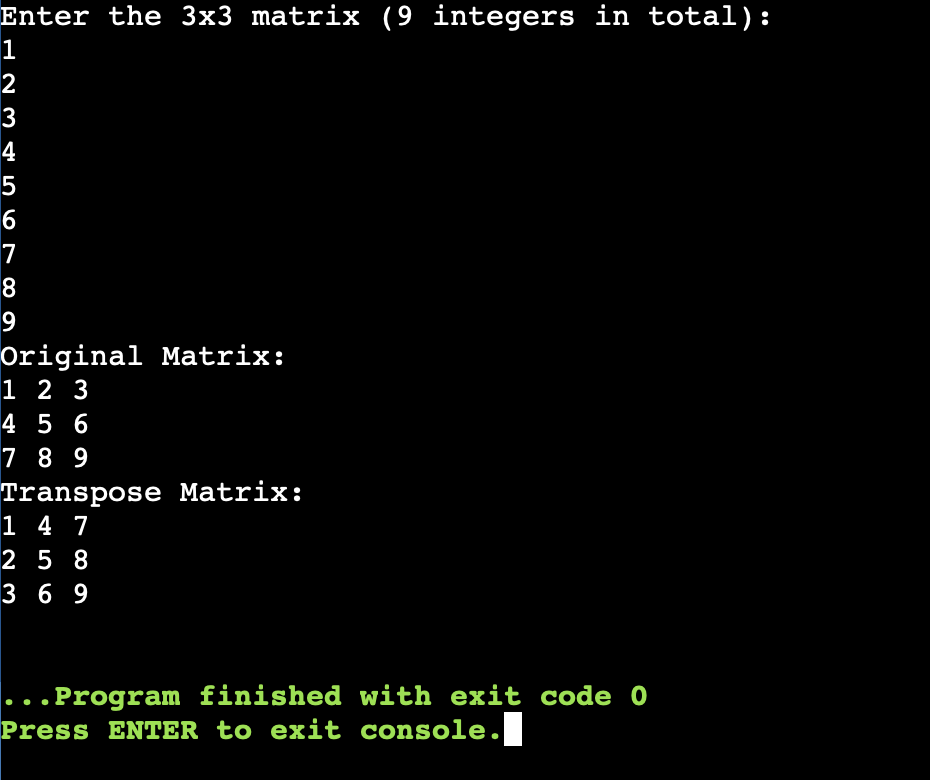 Enter the 3x3 matrix (9 integers in total):
1
2
3
4
5
6
7
8
9
Original Matrix:
1 2 3
4 5 6
7 8 9
Transpose Matrix:
1 4 7
2 5 8
3 6 9
...Program finished with exit code 0
Press ENTER to exit console.